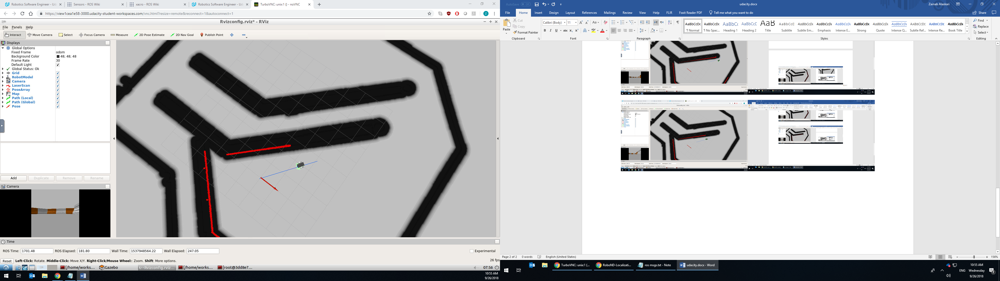 Robotics Software Engineer - Ud
Sensors - ROS Wiki
xacro - ROS Wiki
Robotics Software Engineer - Ud
TurboVNC: unix:1 () - noVNC
https://view1cea1e58-3000.udacity-student-workspaces.com/vnc.html?resize=remote&reconnect=1&autoconnect=1
Rvizconfig.rviz* - RViz
File Panels Help
Interact Move Camera Select Focus Camera Measure 2D Pose Estimate 2D Nav Goal Publish Point
Displays
Global Options
Fixed Frame odom
Background Color 48; 48; 48
Frame Rate 30
Default Light
Global Status: Ok
Grid
RobotModel
Camera
LaserScan
PoseArray
Map
Path (Local)
Path (Global)
Pose
Add Duplicate Remove Rename
Camera
Time
ROS Time: 1701.48 ROS Elapsed: 181.80 Wall Time: 1537948564.22 Wall Elapsed: 247.05 Experimental
Reset Left-Click: Rotate. Middle-Click: Move X/Y. Right-Click/Mouse Wheel:: Zoom. Shift: More options. 26 fps
[/home/works... Gazebo Rvizconfig.rviz... [/home/works... [root@3dd8e7... 07:56
10:55 AM
9/26/2018
AutoSave Off udacity.docx Zainab Alaskari
File Home Insert Design Layout References Mailings Review View Help FLIR Foxit Reader PDF Tell me what you want to do Share
Paste Cut Copy Format Painter
Calibri (Body) 11
AaBbCcDc AaBbCcDc AaBbCc AaBbCcE AaB AaBbCcD AaBbCcDc AaBbCcDc AaBbCcDc AaBbCcDc AaBbCcDc AaBbCcDc AaBbCcDc AaBbCcDc AaBbCcDc
¶ Normal ¶ No Spac... Heading 1 Heading 2 Title Subtitle Subtle Em... Emphasis Intense E... Strong Quote Intense Q... Subtle Ref... Intense Re... Book Title
Find
Replace
Select
Clipboard Font Paragraph Styles Editing
Page 2 of 2 0 words English (United States) 156%
TurboVNC: unix:1 (... RoboND-Localizati... ros msgs.txt - Note udacity.docx - Word
ENG
10:55 AM
Wednesday
9/26/2018
2